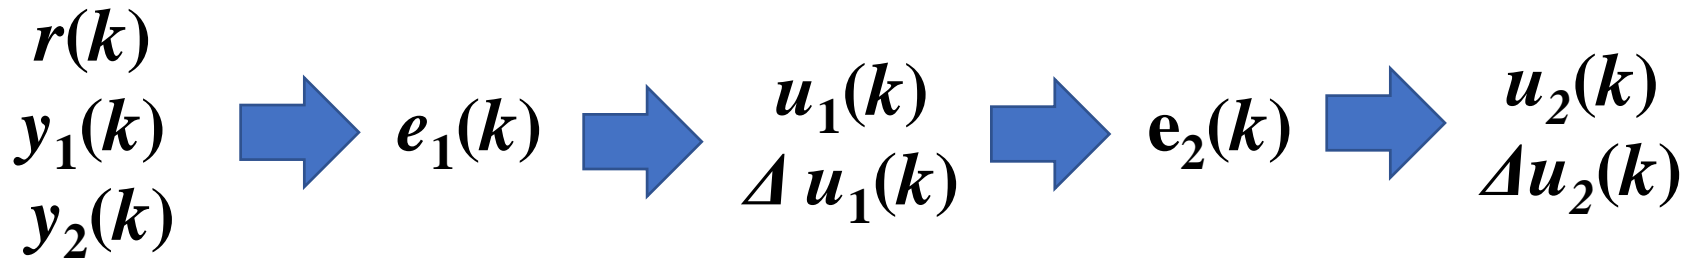 r(k)
y₁(k)
y₂(k)
e₁(k)
u₁(k)
Δ u₁(k)
e₂(k)
u₂(k)
Δu₂(k)